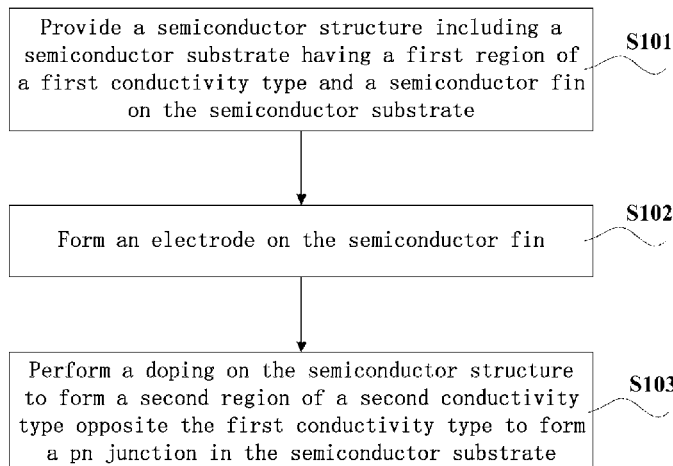 Provide a semiconductor structure including a
semiconductor substrate having a first region of
a first conductivity type and a semiconductor fin
on the semiconductor substrate
S101
Form an electrode on the semiconductor fin
S102
Perform a doping on the semiconductor structure
to form a second region of a second conductivity
type opposite the first conductivity type to form
a pn junction in the semiconductor substrate
S103